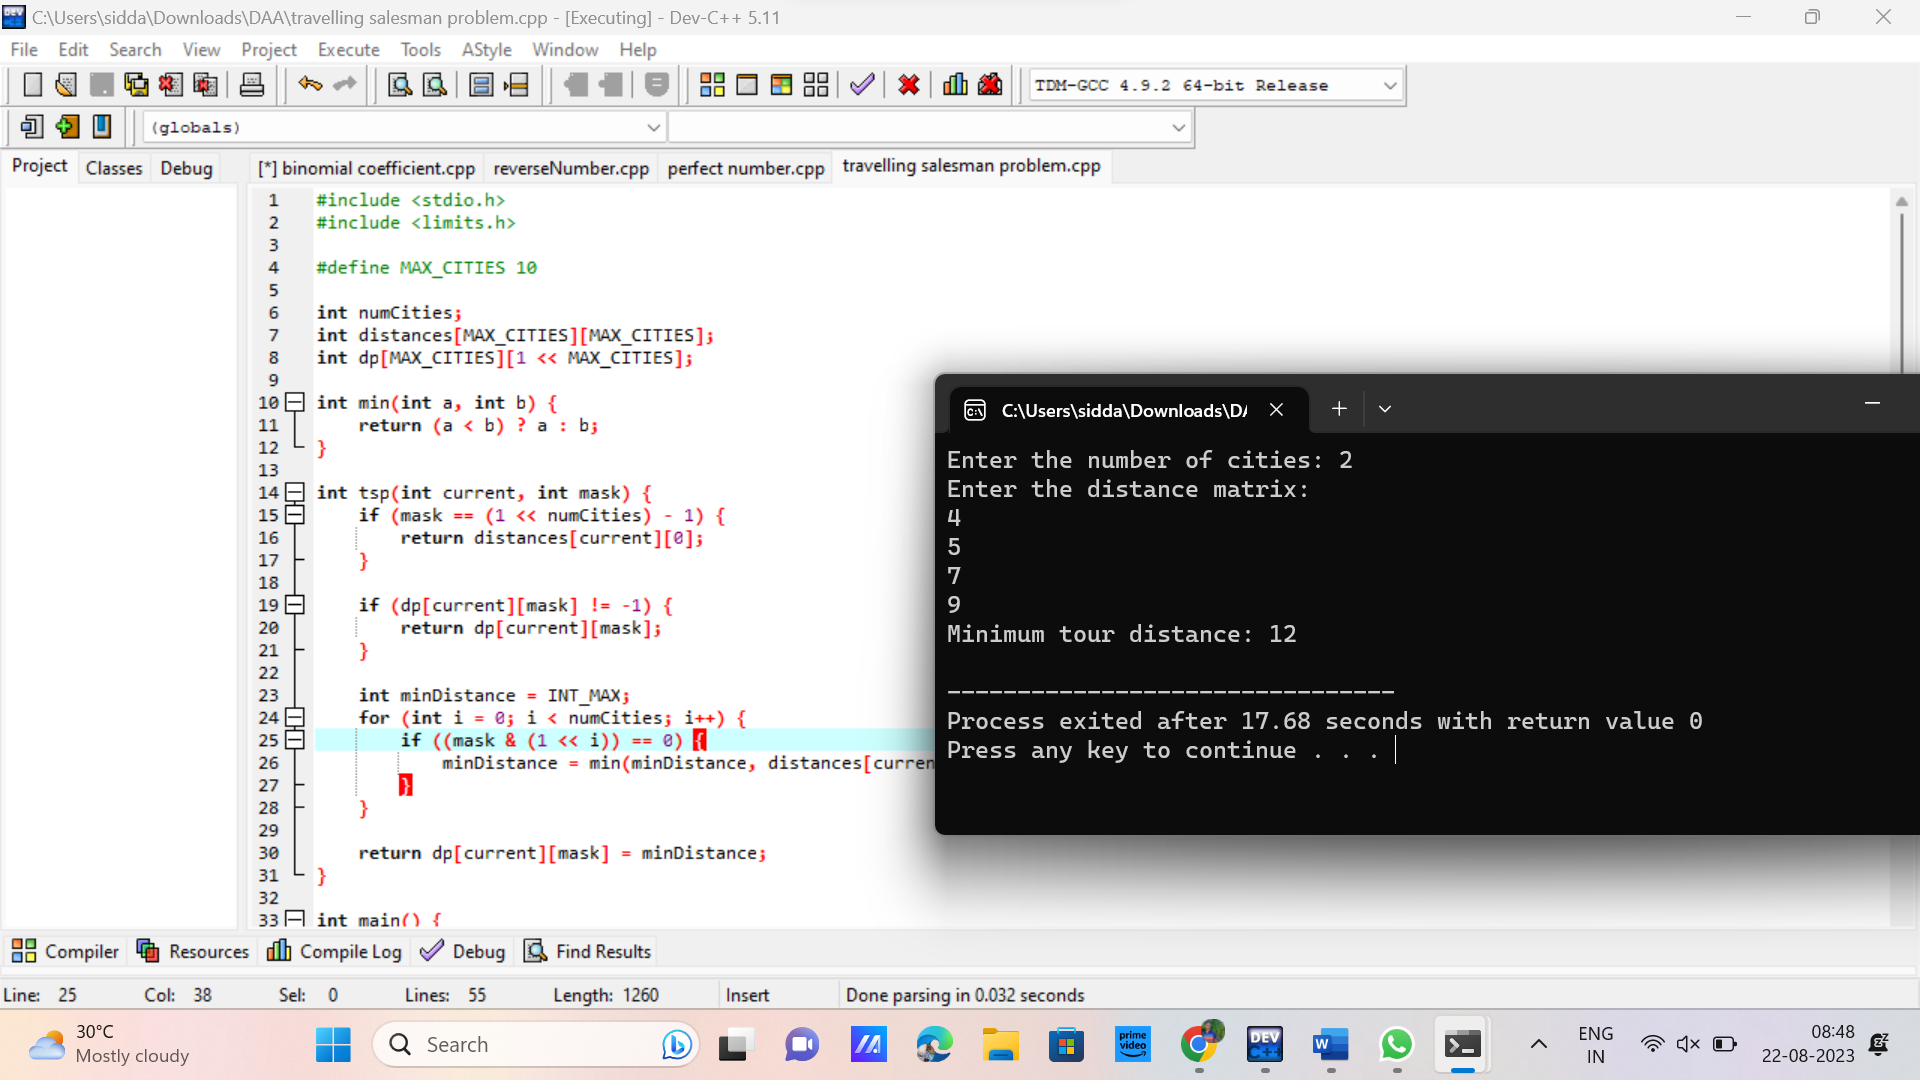 C:\Users\sidda\Downloads\DAA\travelling salesman problem.cpp - [Executing] - Dev-C++ 5.11
File Edit Search View Project Execute Tools AStyle Window Help
TDM-GCC 4.9.2 64-bit Release
(globals)
Project Classes Debug [*] binomial coefficient.cpp reverseNumber.cpp perfect number.cpp travelling salesman problem.cpp
1 #include <stdio.h>
2 #include <limits.h>
3
4 #define MAX_CITIES 10
5
6 int numCities;
7 int distances[MAX_CITIES][MAX_CITIES];
8 int dp[MAX_CITIES][1 << MAX_CITIES];
9
10 int min(int a, int b) {
11 return (a < b) ? a : b;
12 }
13
14 int tsp(int current, int mask) {
15 if (mask == (1 << numCities) - 1) {
16 return distances[current][0];
17 }
18
19 if (dp[current][mask] != -1) {
20 return dp[current][mask];
21 }
22
23 int minDistance = INT_MAX;
24 for (int i = 0; i < numCities; i++) {
25 if ((mask & (1 << i)) == 0) {
26 minDistance = min(minDistance, distances[curren
27 }
28 }
29
30 return dp[current][mask] = minDistance;
31 }
32
33 int main() {
C:\Users\sidda\Downloads\DA
Enter the number of cities: 2
Enter the distance matrix:
4
5
7
9
Minimum tour distance: 12
--------------------------------
Process exited after 17.68 seconds with return value 0
Press any key to continue . . .
Compiler Resources Compile Log Debug Find Results
Line: 25 Col: 38 Sel: 0 Lines: 55 Length: 1260 Insert Done parsing in 0.032 seconds
30°C
Mostly cloudy
Search
prime
video
DEV
C++
W
ENG
IN
08:48
22-08-2023